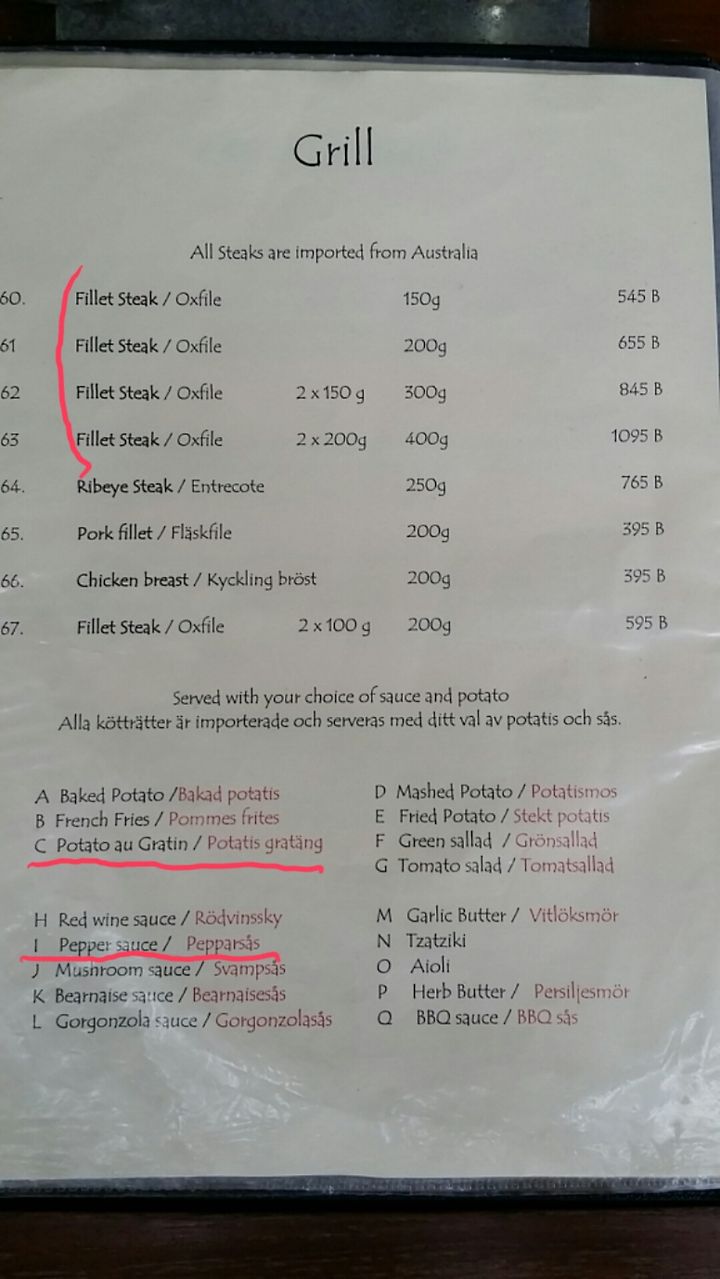 Grill
All Steaks are imported from Australia
60. Fillet Steak / Oxfile 150g 545 B
61 Fillet Steak / Oxfile 200g 655 B
62 Fillet Steak / Oxfile 2 x 150 g 300g 845 B
63 Fillet Steak / Oxfile 2 x 200g 400g 1095 B
64. Ribeye Steak / Entrecote 250g 765 B
65. Pork fillet / Fläskfile 200g 395 B
66. Chicken breast / Kyckling bröst 200g 395 B
67. Fillet Steak / Oxfile 2 x 100 g 200g 595 B
Served with your choice of sauce and potato
Alla kötträtter är importerade och serveras med ditt val av potatis och sås.
A Baked Potato /Bakad potatis
B French Fries / Pommes frites
C Potato au Gratin / Potatis gratäng
D Mashed Potato / Potatismos
E Fried Potato / Stekt potatis
F Green sallad / Grönsallad
G Tomato salad / Tomatsallad
H Red wine sauce / Rödvinssky
I Pepper sauce / Pepparsås
J Mushroom sauce / Svampsås
K Bearnaise sauce / Bearnaisesås
L Gorgonzola sauce / Gorgonzolasås
M Garlic Butter / Vitlöksmör
N Tzatziki
O Aioli
P Herb Butter / Persiljesmör
Q BBQ sauce / BBQ sås